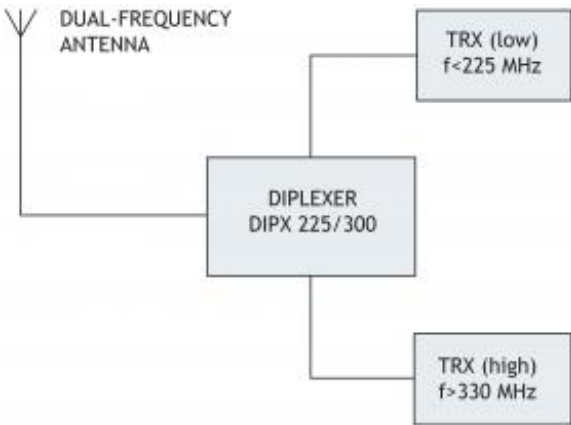 DUAL-FREQUENCY
ANTENNA
TRX (low)
f<225 MHz
DIPLEXER
DIPX 225/300
TRX (high)
f>330 MHz